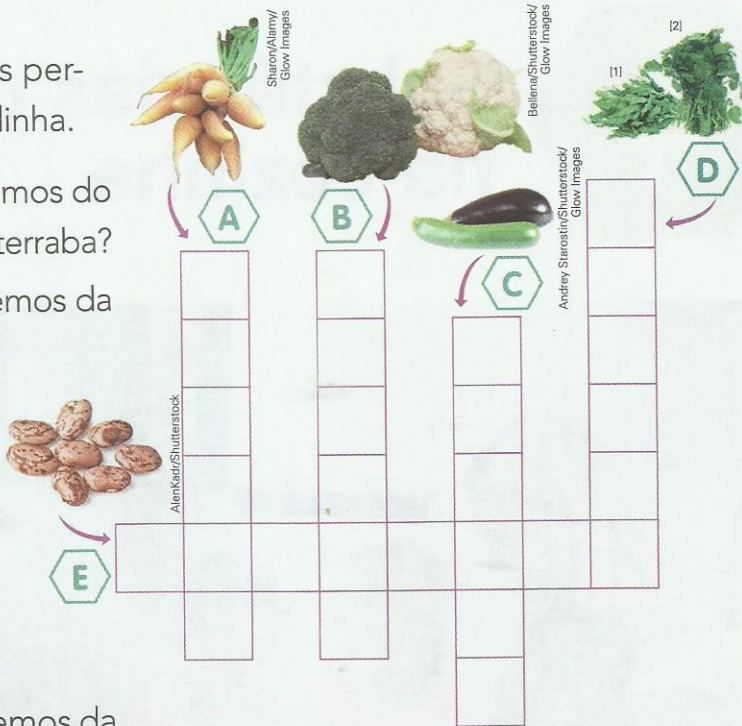 s per-
linha.
mos do
terraba?
emos da
Sharon/Alamy/
Glow Images
Bellena/Shutterstock/
Glow Images
[1]
[2]
Andrey Starostin/Shutterstock/
Glow Images
A
B
C
D
AlenKadr/Shutterstock
E
emos da